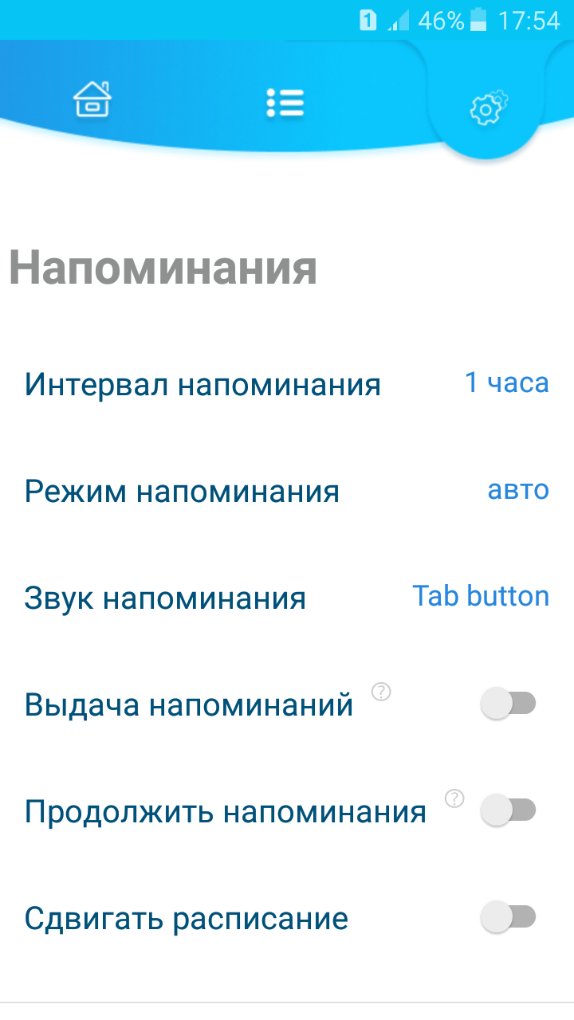 1 46% 17:54
Напоминания
Интервал напоминания 1 часа
Режим напоминания авто
Звук напоминания Tab button
Выдача напоминаний ?
Продолжить напоминания ?
Сдвигать расписание